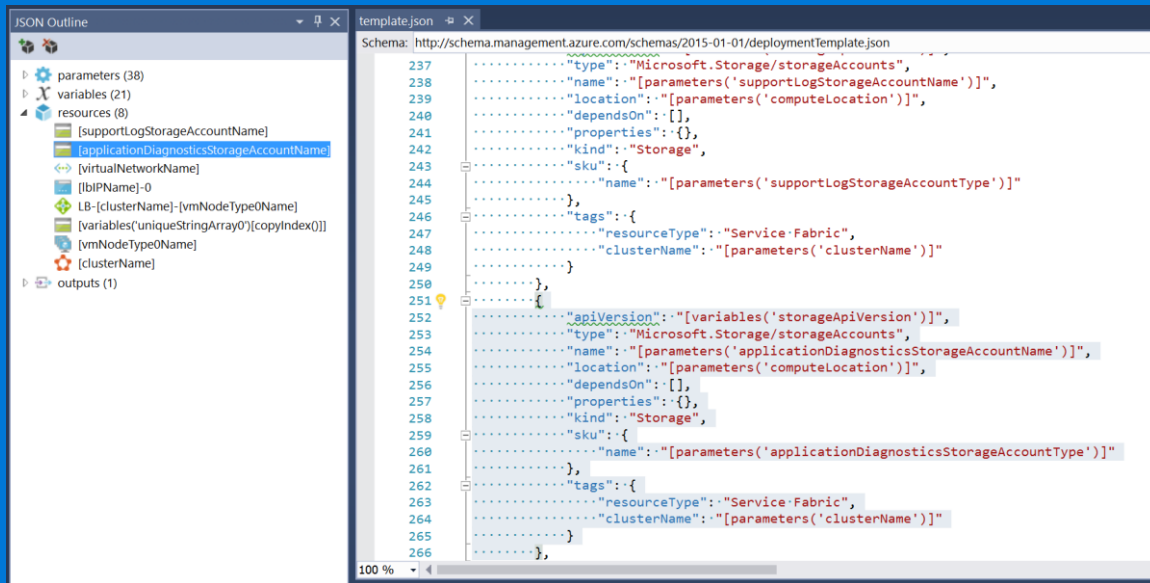 JSON Outline
parameters (38)
variables (21)
resources (8)
[supportLogStorageAccountName]
[applicationDiagnosticsStorageAccountName]
[virtualNetworkName]
[lbIPName]-0
LB-[clusterName]-[vmNodeType0Name]
[variables('uniqueStringArray0')[copyIndex()]]
[vmNodeType0Name]
[clusterName]
outputs (1)
template.json
Schema: http://schema.management.azure.com/schemas/2015-01-01/deploymentTemplate.json
237 "type": "Microsoft.Storage/storageAccounts",
238 "name": "[parameters('supportLogStorageAccountName')]",
239 "location": "[parameters('computeLocation')]",
240 "dependsOn": [],
241 "properties": {},
242 "kind": "Storage",
243 "sku": {
244 "name": "[parameters('supportLogStorageAccountType')]"
245 },
246 "tags": {
247 "resourceType": "Service Fabric",
248 "clusterName": "[parameters('clusterName')]"
249 }
250 },
251 {
252 "apiVersion": "[variables('storageApiVersion')]",
253 "type": "Microsoft.Storage/storageAccounts",
254 "name": "[parameters('applicationDiagnosticsStorageAccountName')]",
255 "location": "[parameters('computeLocation')]",
256 "dependsOn": [],
257 "properties": {},
258 "kind": "Storage",
259 "sku": {
260 "name": "[parameters('applicationDiagnosticsStorageAccountType')]"
261 },
262 "tags": {
263 "resourceType": "Service Fabric",
264 "clusterName": "[parameters('clusterName')]"
265 }
266 },
100 %